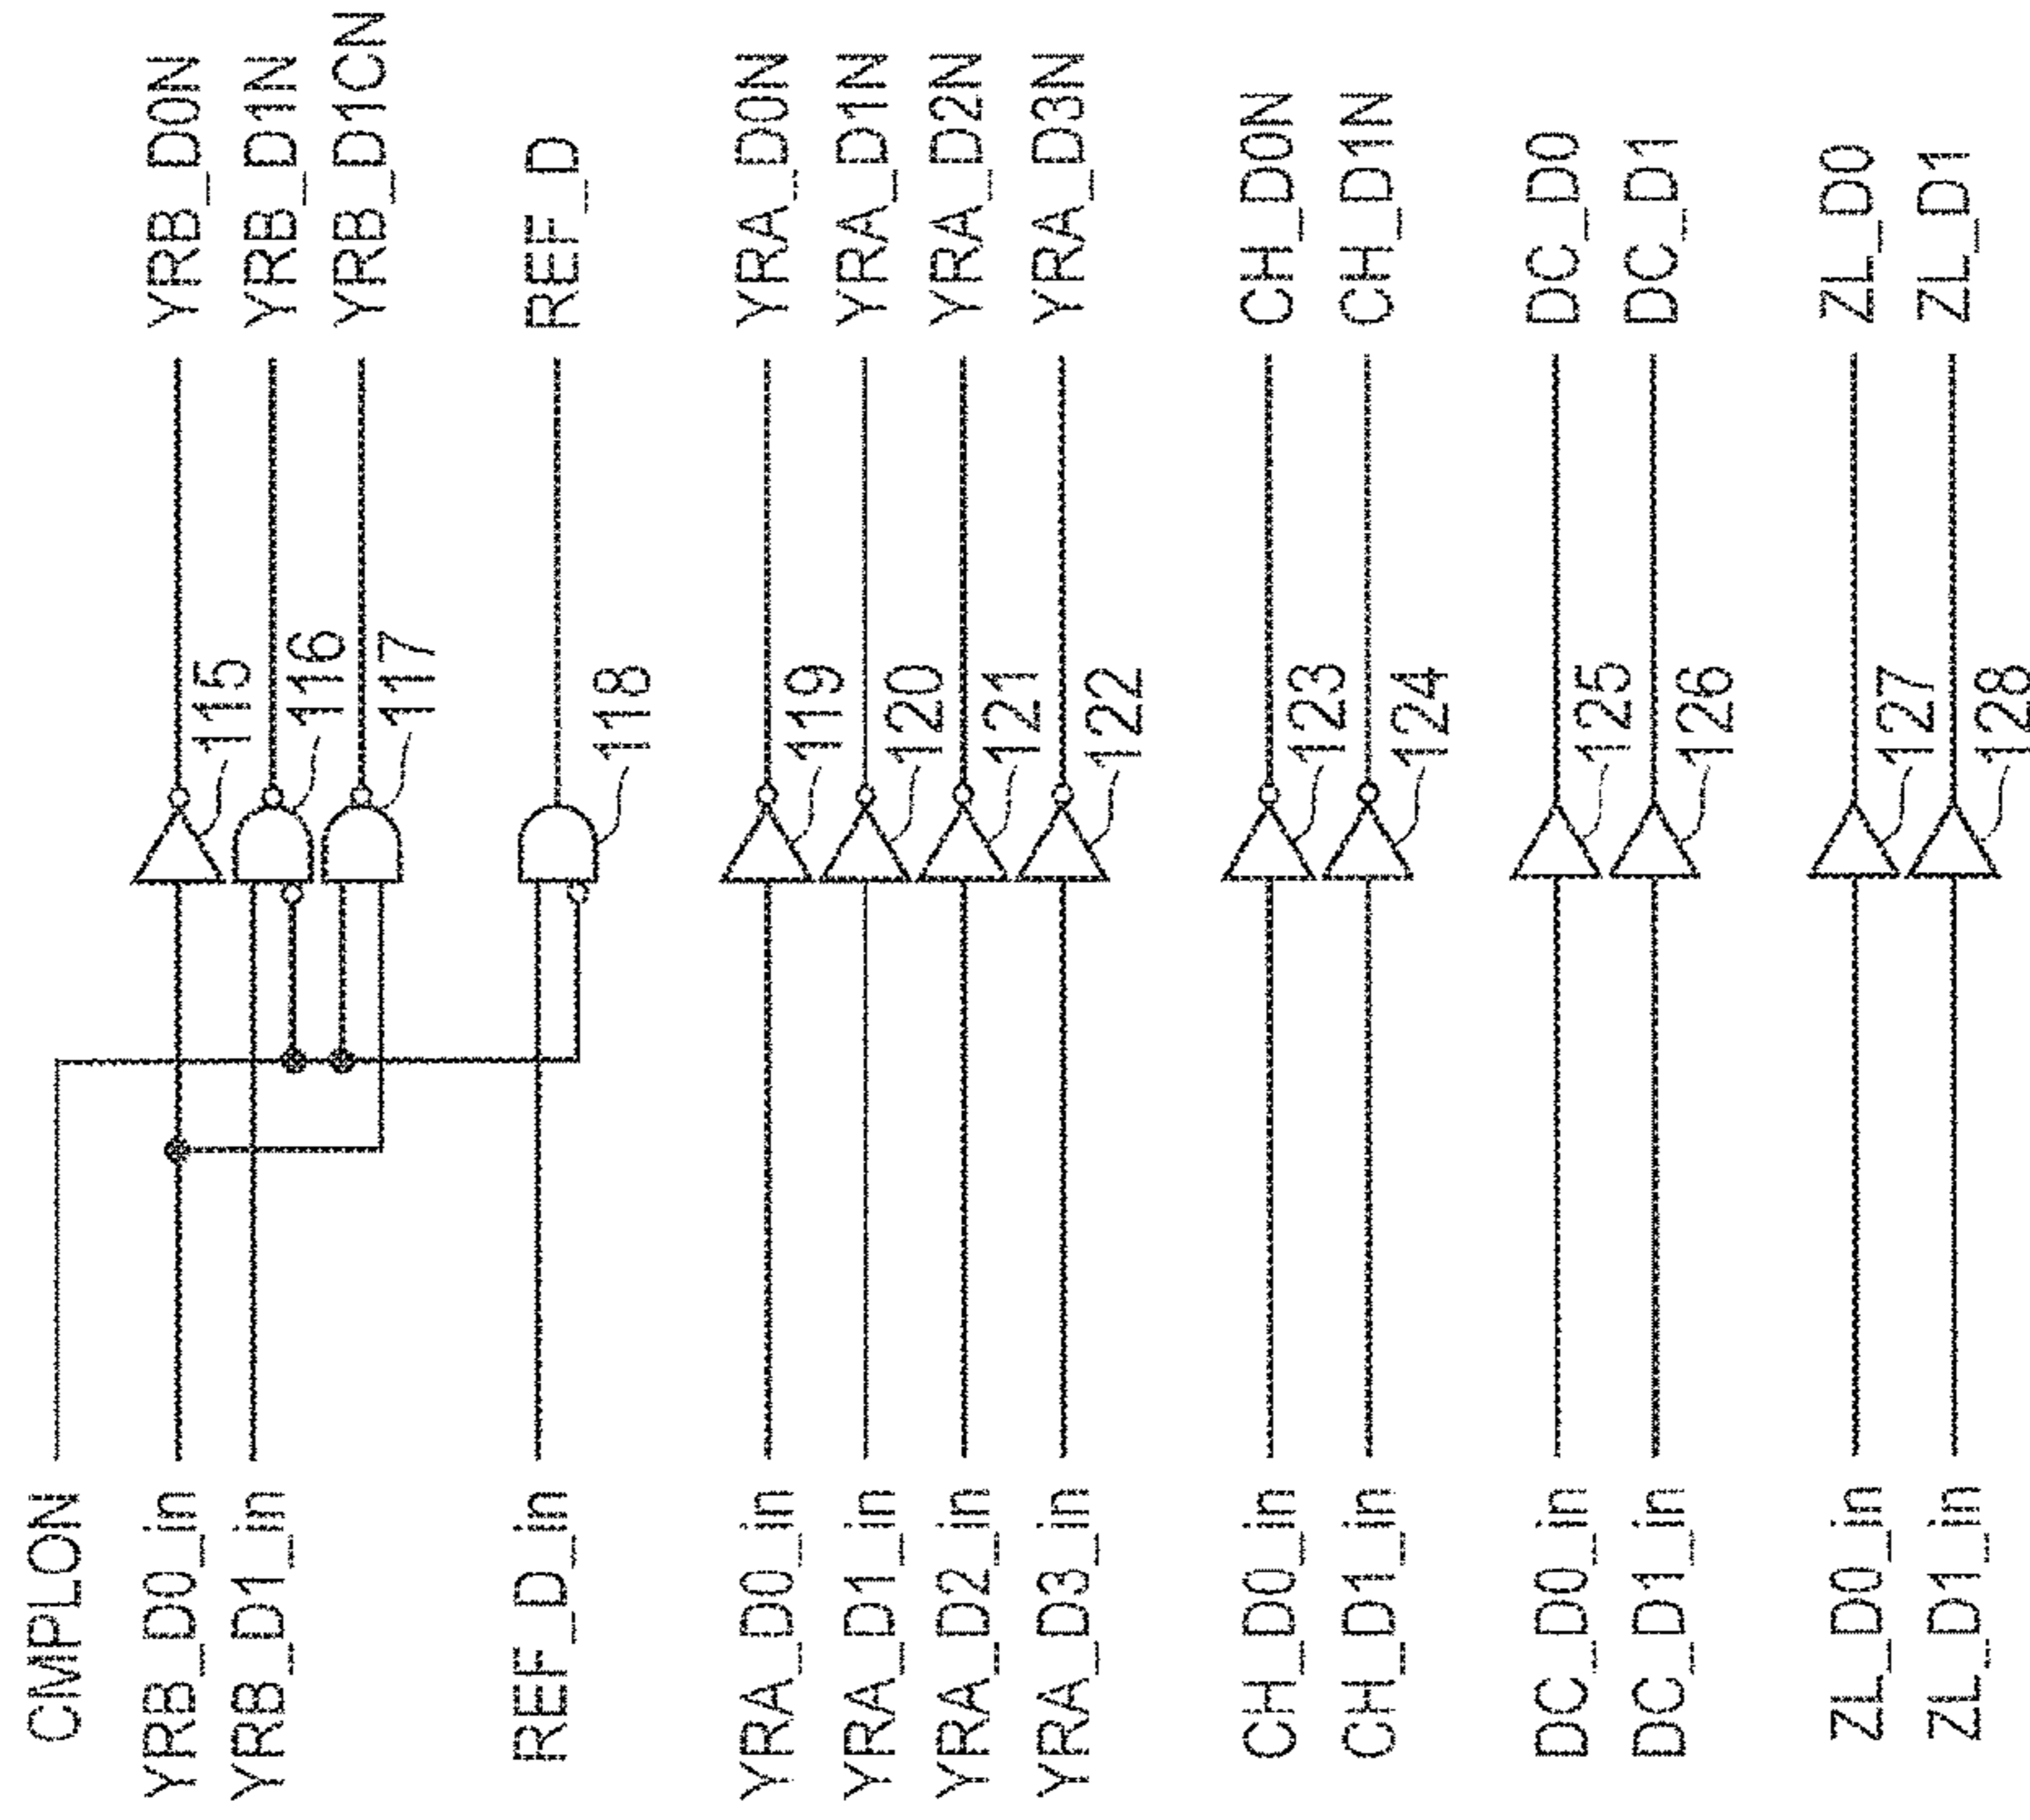 CMPLON
YRB_D0_in
YRB_D1_in
REF_D_in
YRA_D0_in
YRA_D1_in
YRA_D2_in
YRA_D3_in
CH_D0_in
CH_D1_in
DC_D0_in
DC_D1_in
ZL_D0_in
ZL_D1_in
115
116
117
118
119
120
121
122
123
124
125
126
127
128
YRB_D0N
YRB_D1N
YRB_D1CN
REF_D
YRA_D0N
YRA_D1N
YRA_D2N
YRA_D3N
CH_D0N
CH_D1N
DC_D0
DC_D1
ZL_D0
ZL_D1